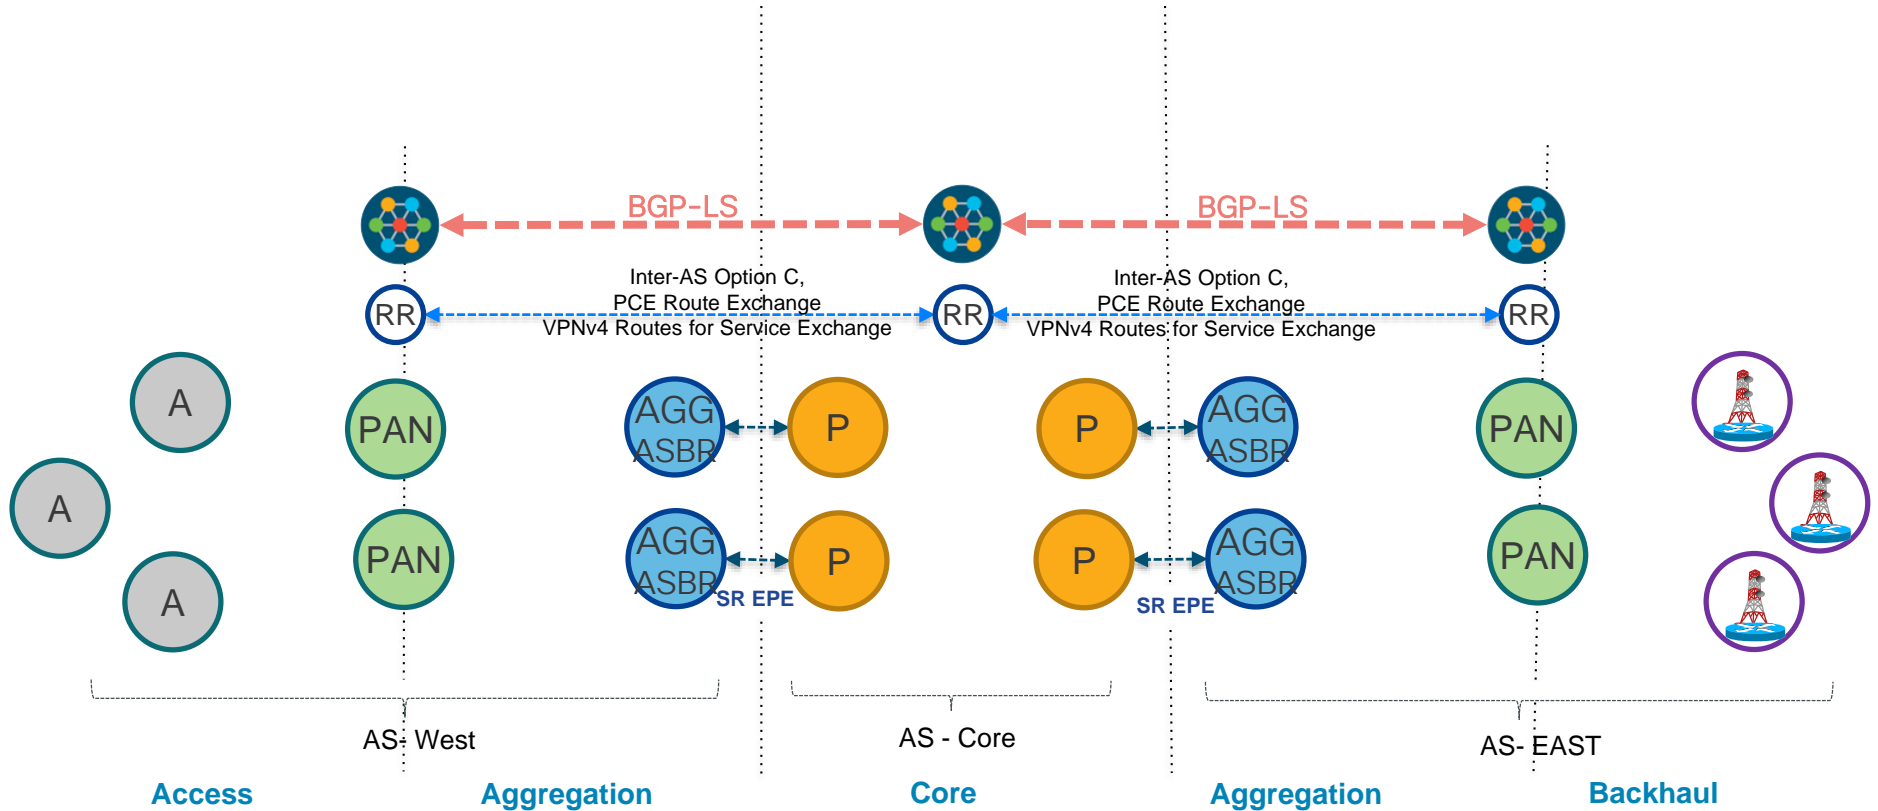 BGP-LS
BGP-LS
Inter-AS Option C,
PCE Route Exchange
VPNv4 Routes for Service Exchange
Inter-AS Option C,
PCE Route Exchange
VPNv4 Routes for Service Exchange
RR
RR
RR
A
PAN
AGG
ASBR
P
P
AGG
ASBR
PAN
A
PAN
AGG
ASBR
P
P
AGG
ASBR
PAN
A
SR EPE
SR EPE
AS- West
AS - Core
AS- EAST
Access
Aggregation
Core
Aggregation
Backhaul